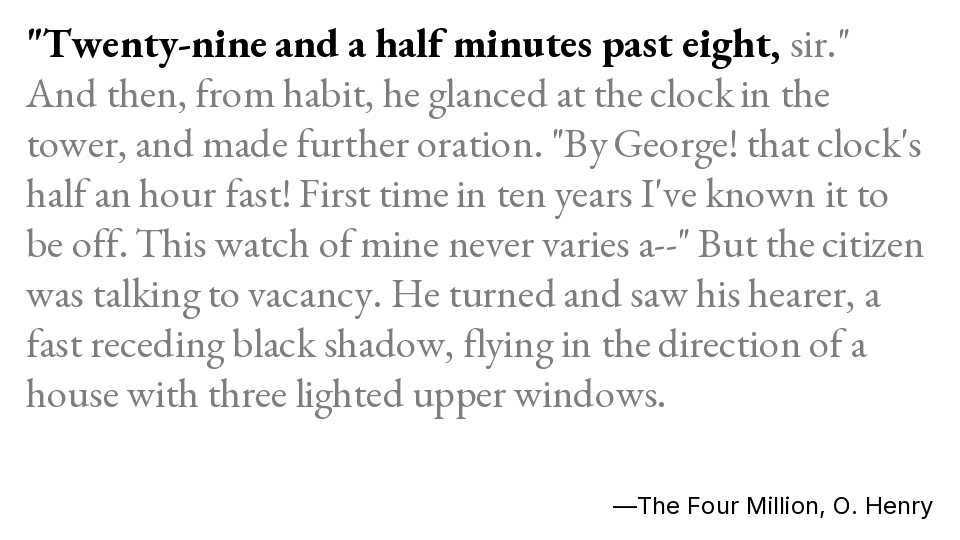 "Twenty-nine and a half minutes past eight, sir."
And then, from habit, he glanced at the clock in the
tower, and made further oration. "By George! that clock's
half an hour fast! First time in ten years I've known it to
be off. This watch of mine never varies a--" But the citizen
was talking to vacancy. He turned and saw his hearer, a
fast receding black shadow, flying in the direction of a
house with three lighted upper windows.
—The Four Million, O. Henry